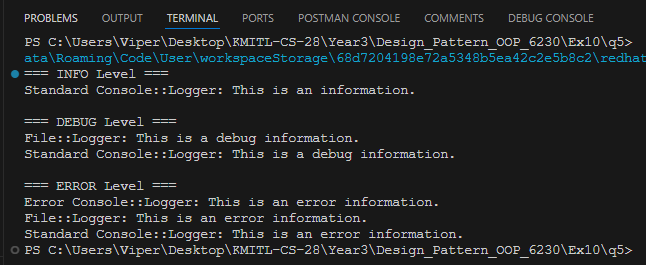 PROBLEMS OUTPUT TERMINAL PORTS POSTMAN CONSOLE COMMENTS DEBUG CONSOLE
PS C:\Users\Viper\Desktop\KMITL-CS-28\Year3\Design_Pattern_OOP_6230\Ex10\q5>
ata\Roaming\Code\User\workspaceStorage\68d7204198e72a5348b5ea42c2e5b8c2\redhat
=== INFO Level ===
Standard Console::Logger: This is an information.
=== DEBUG Level ===
File::Logger: This is a debug information.
Standard Console::Logger: This is a debug information.
=== ERROR Level ===
Error Console::Logger: This is an error information.
File::Logger: This is an error information.
Standard Console::Logger: This is an error information.
PS C:\Users\Viper\Desktop\KMITL-CS-28\Year3\Design_Pattern_OOP_6230\Ex10\q5>